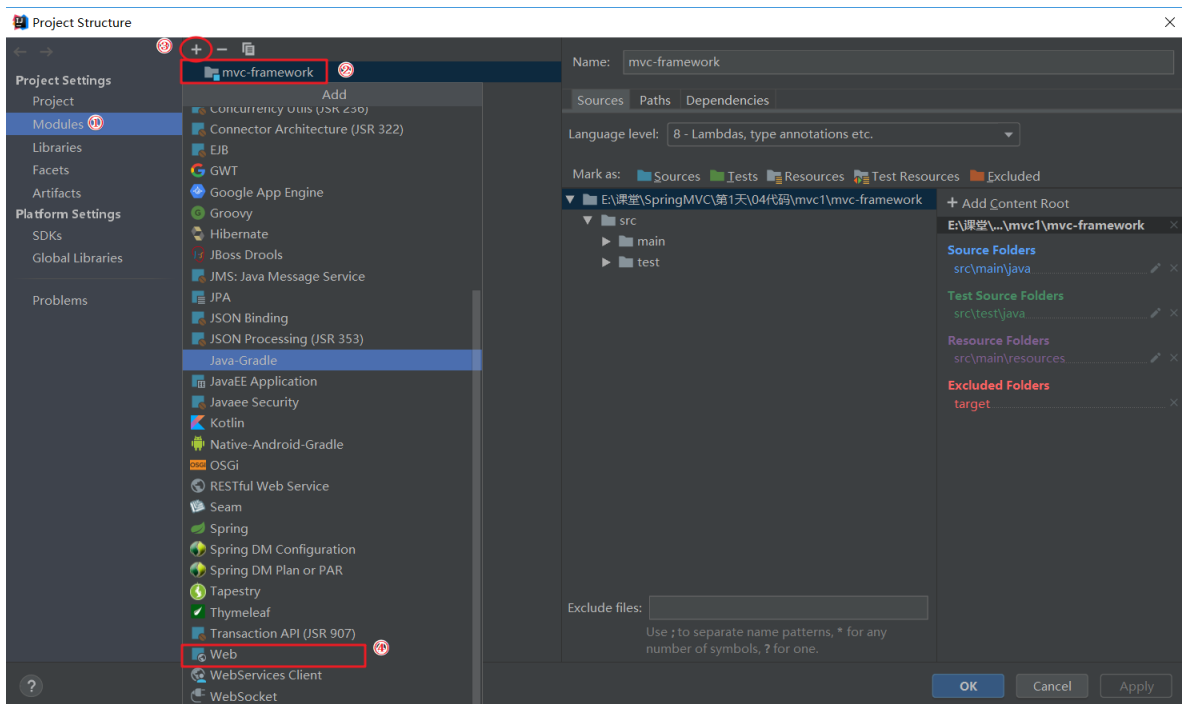 Project Structure
Project Settings
Project
Modules ①
Libraries
Facets
Artifacts
Platform Settings
SDKs
Global Libraries
Problems
③
mvc-framework ②
Add
Concurrency Utils (JSR 236)
Connector Architecture (JSR 322)
EJB
GWT
Google App Engine
Groovy
Hibernate
JBoss Drools
JMS: Java Message Service
JPA
JSON Binding
JSON Processing (JSR 353)
Java-Gradle
JavaEE Application
Javaee Security
Kotlin
Native-Android-Gradle
OSGi
RESTful Web Service
Seam
Spring
Spring DM Configuration
Spring DM Plan or PAR
Tapestry
Thymeleaf
Transaction API (JSR 907)
Web ④
WebServices Client
WebSocket
Name: mvc-framework
Sources Paths Dependencies
Language level: 8 - Lambdas, type annotations etc.
Mark as: Sources Tests Resources Test Resources Excluded
E:\课堂\SpringMVC\第1天\04代码\mvc1\mvc-framework
src
main
test
+ Add Content Root
E:\课堂\...\mvc1\mvc-framework
Source Folders
src\main\java
Test Source Folders
src\test\java
Resource Folders
src\main\resources
Excluded Folders
target
Exclude files:
Use ; to separate name patterns, * for any
number of symbols, ? for one.
?
OK Cancel Apply